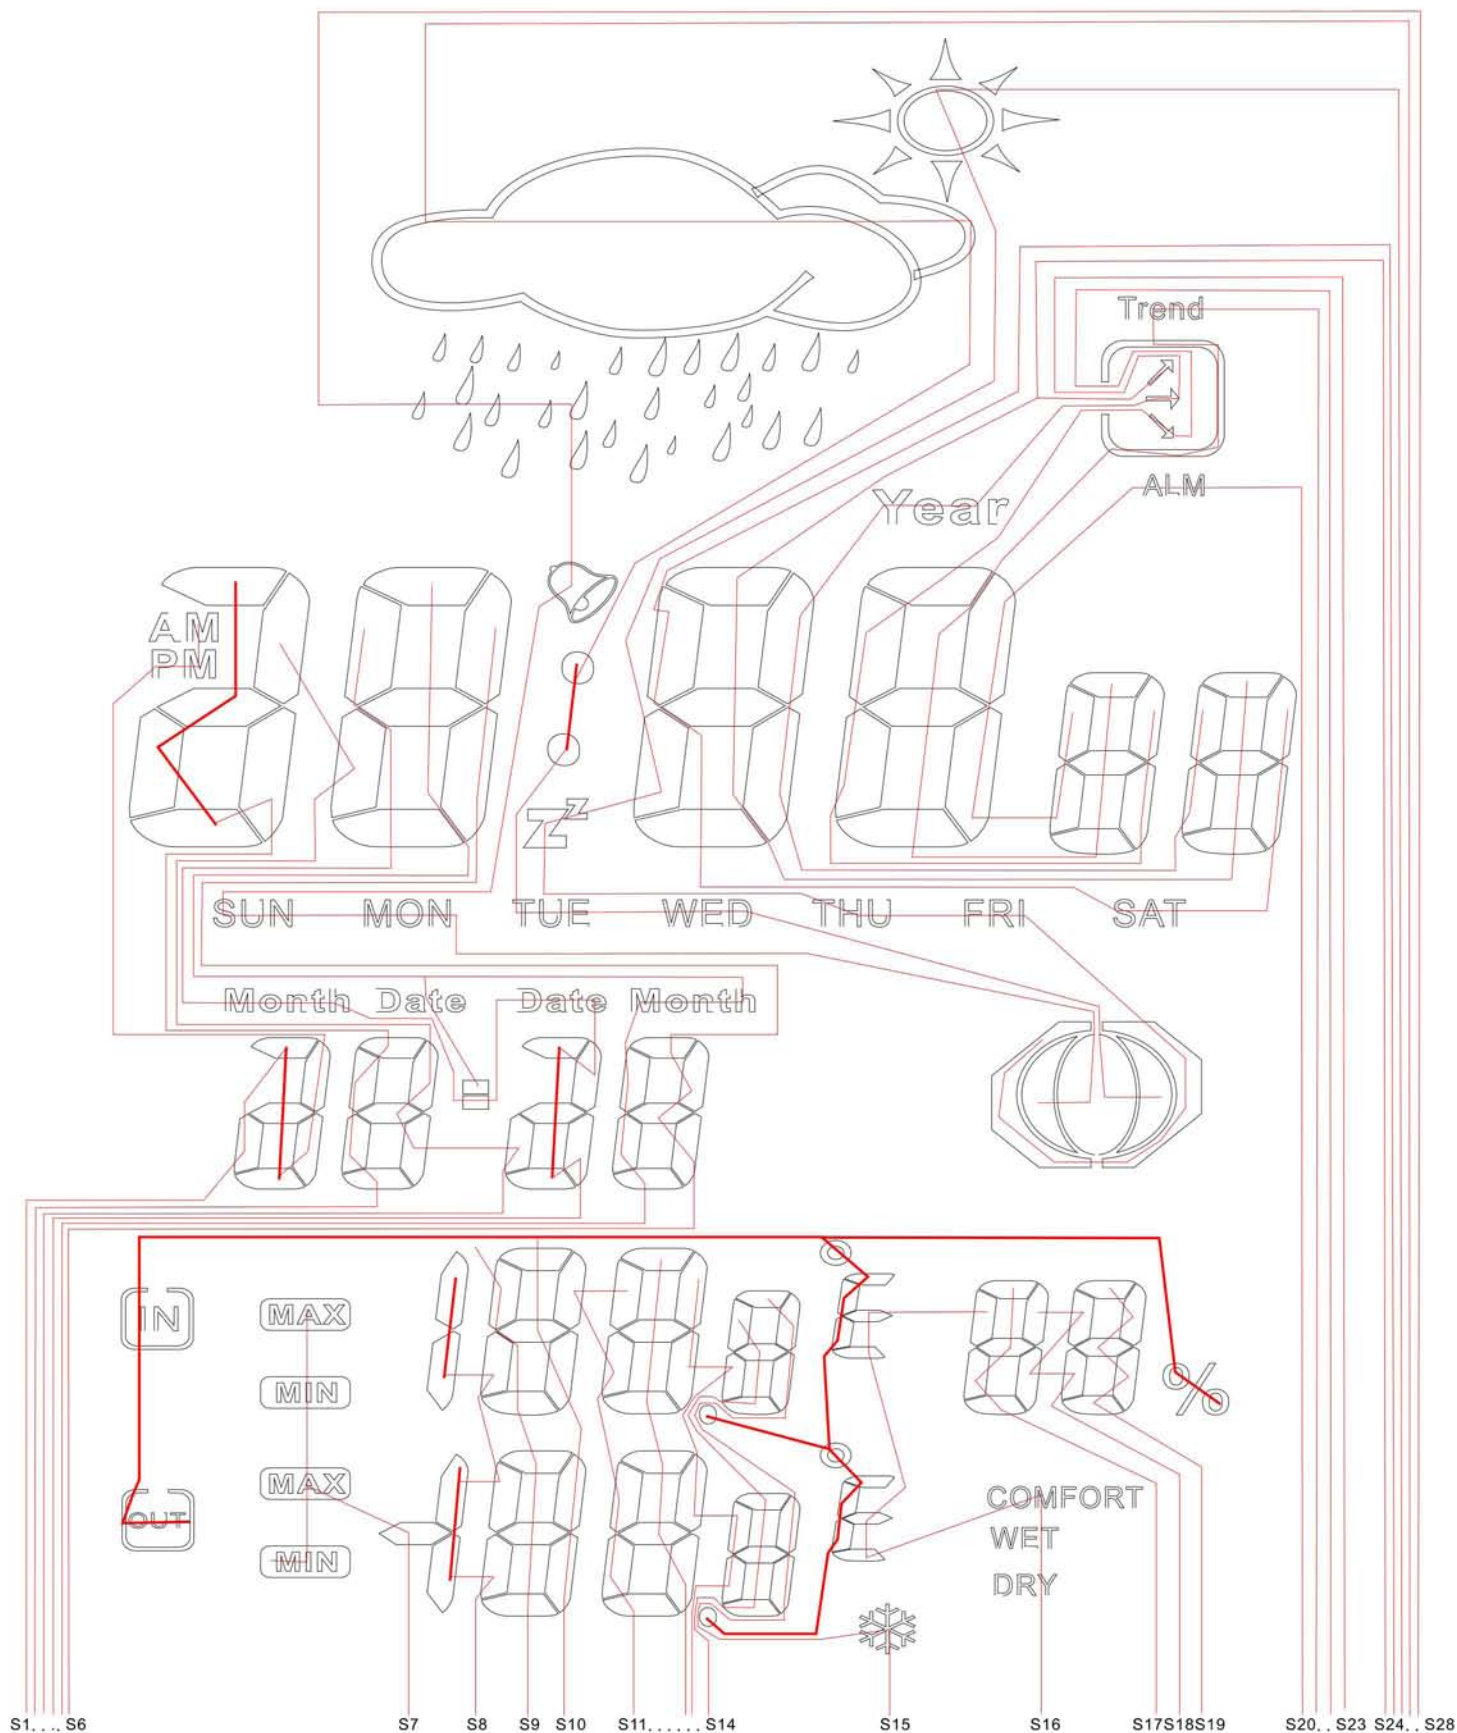 Trend
ALM
Year
AM
PM
zz
SUN MON TUE WED THU FRI SAT
Month Date Date Month
IN
MAX
MIN
%
MAX
OUT
MIN
COMFORT
WET
DRY
S1. . . .. S6 S7 S8 S9 S10 S11. . . . . . S14 S15 S16 S17S18S19 S20. . S23 S24. . S28